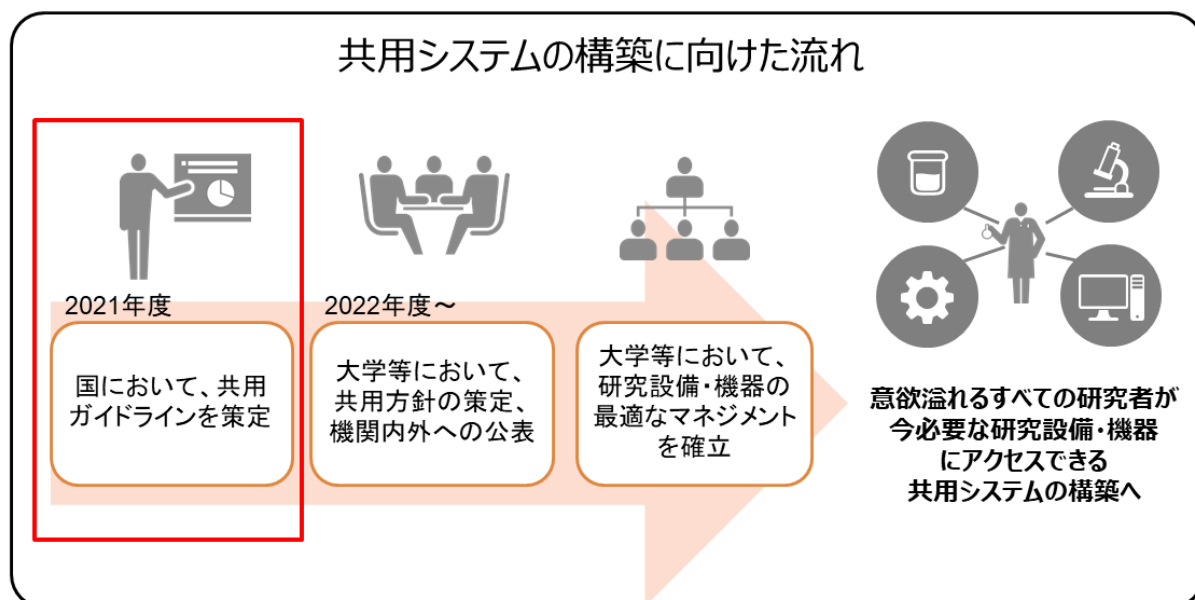 共用システムの構築に向けた流れ
2021年度
国において、共用
ガイドラインを策定
2022年度～
大学等において、
共用方針の策定、
機関内外への公表
大学等において、
研究設備・機器の
最適なマネジメント
を確立
意欲溢れるすべての研究者が
今必要な研究設備・機器
にアクセスできる
共用システムの構築へ